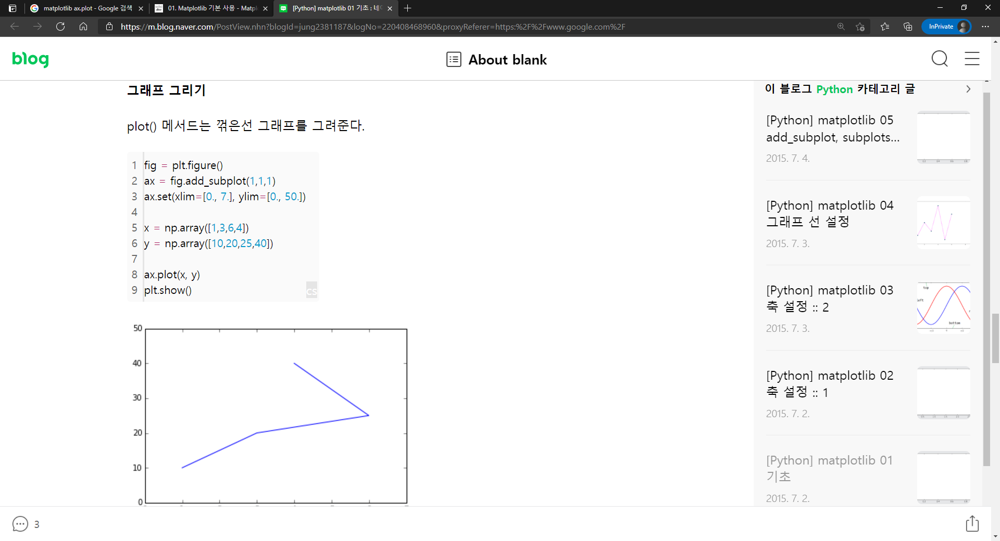 matplotlib ax.plot - Google 검색
01. Matplotlib 기본 사용 - Matpl
[Python] matplotlib 01 기초 : 네이
https://m.blog.naver.com/PostView.nhn?blogId=jung2381187&logNo=220408468960&proxyReferer=https:%2F%2Fwww.google.com%2F
InPrivate
blog
About blank
그래프 그리기
plot() 메서드는 꺾은선 그래프를 그려준다.
1 fig = plt.figure()
2 ax = fig.add_subplot(1,1,1)
3 ax.set(xlim=[0., 7.], ylim=[0., 50.])
4
5 x = np.array([1,3,6,4])
6 y = np.array([10,20,25,40])
7
8 ax.plot(x, y)
9 plt.show()
cs
50
40
30
20
10
0
이 블로그 Python 카테고리 글
[Python] matplotlib 05
add_subplot, subplots...
2015. 7. 4.
[Python] matplotlib 04
그래프 선 설정
2015. 7. 3.
[Python] matplotlib 03
축 설정 :: 2
2015. 7. 3.
top
left
bottom
[Python] matplotlib 02
축 설정 :: 1
2015. 7. 2.
[Python] matplotlib 01
기초
2015. 7. 2.
3